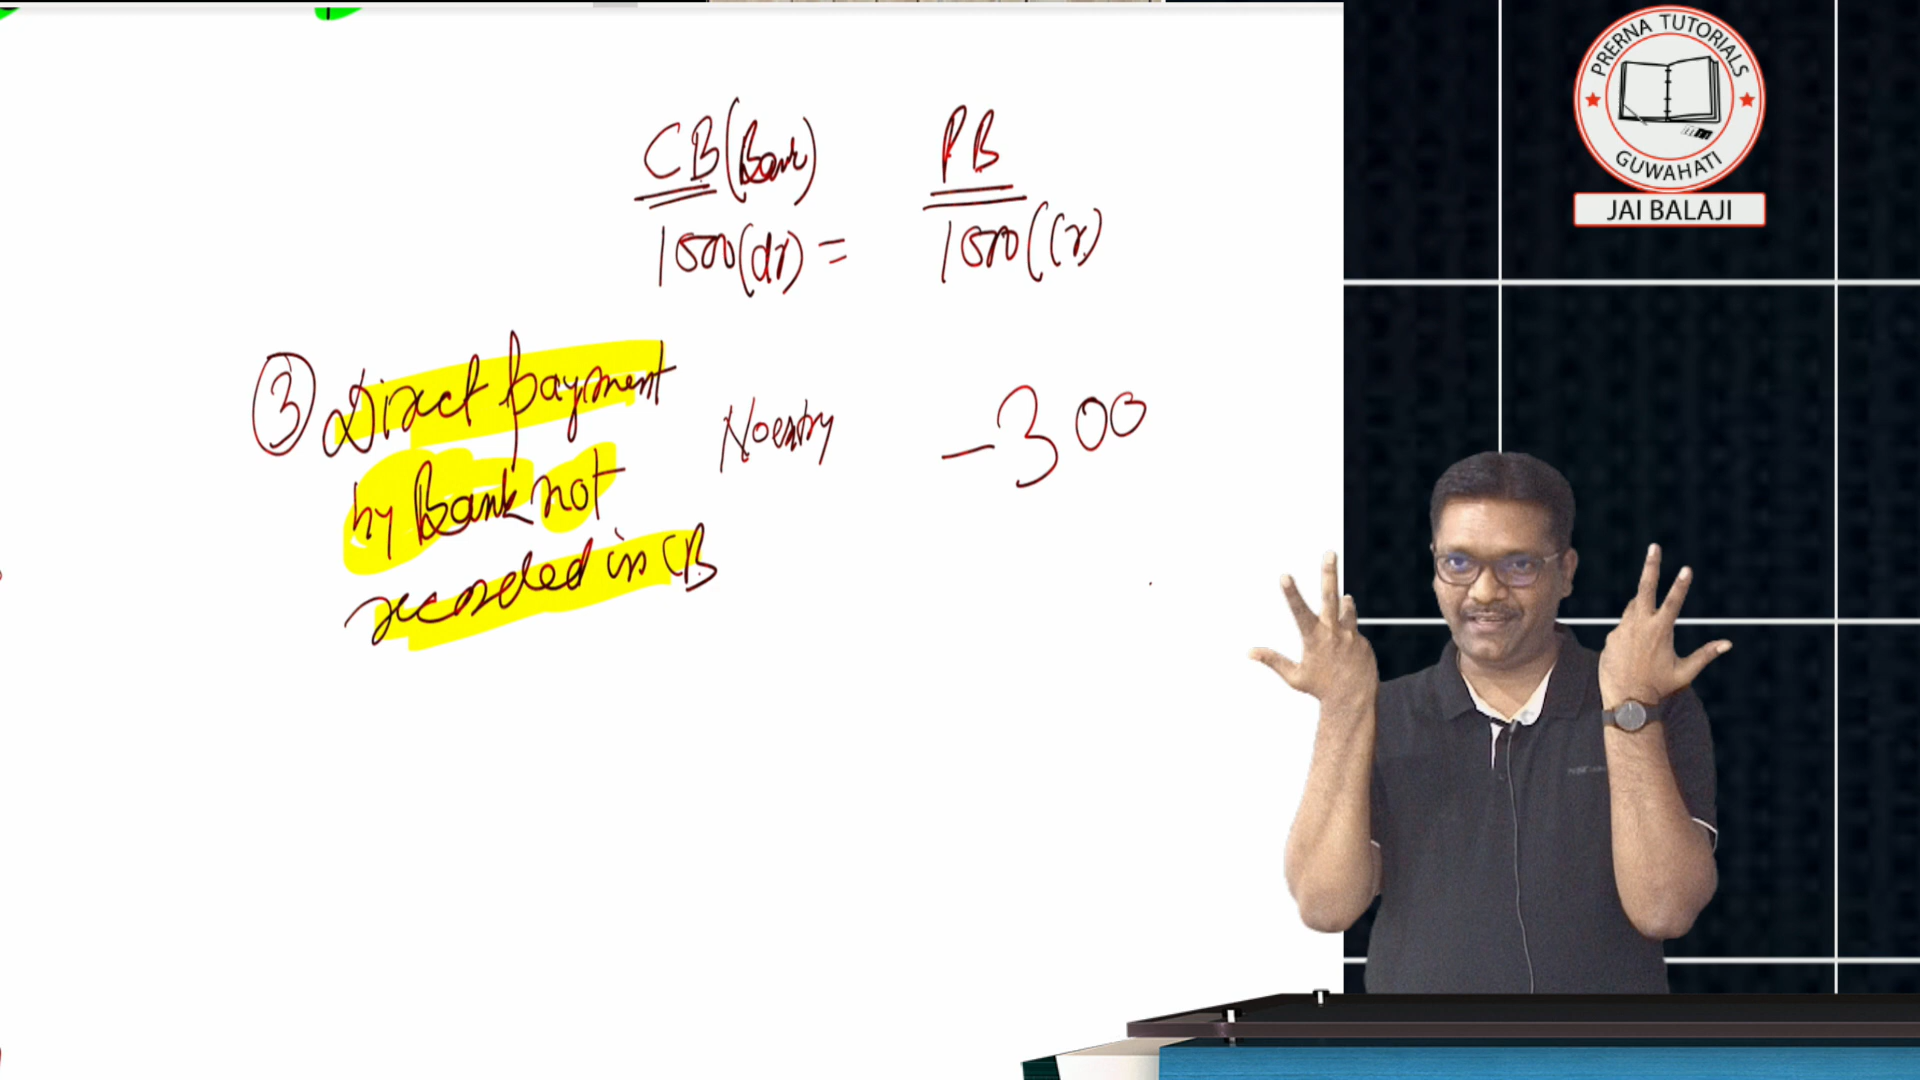 CB (Bank) PB
1500 (dr) = 1500 (Cr)
③ Direct payment No entry -300
by Bank not
recorded in CB
PRERNA TUTORIALS
GUWAHATI
JAI BALAJI